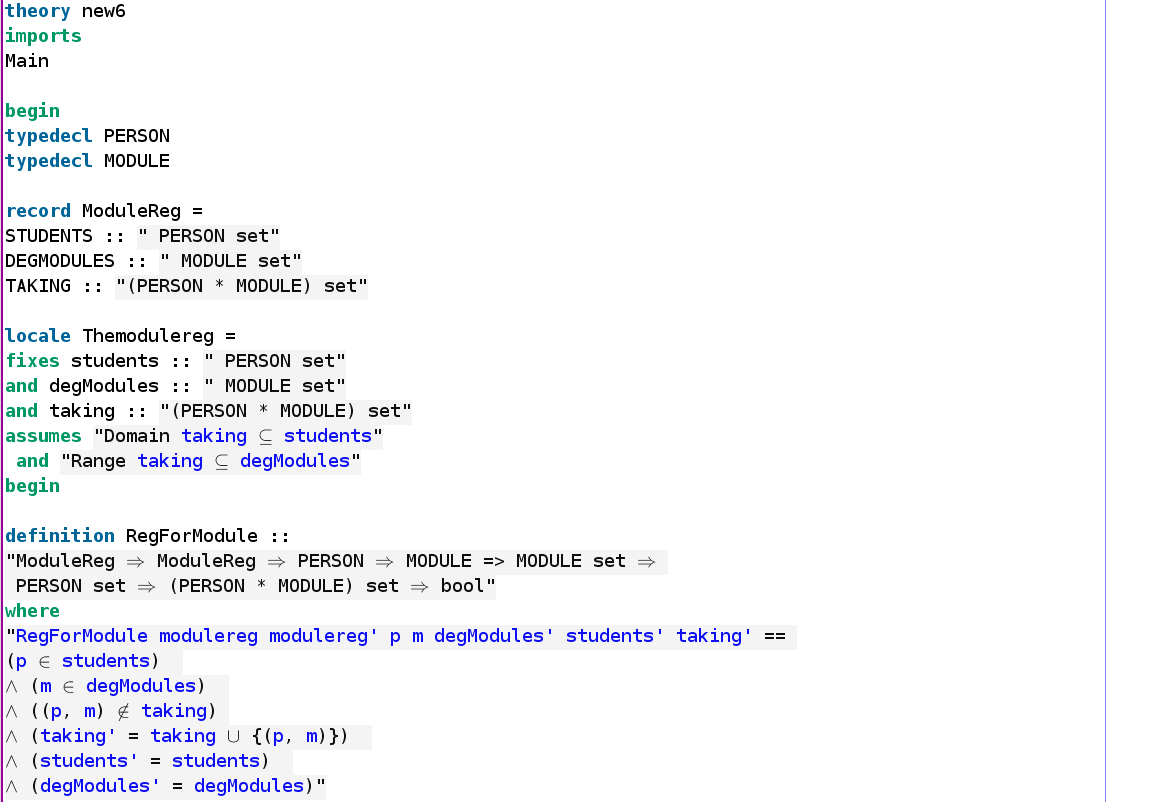 theory new6
imports
Main
begin
typedecl PERSON
typedecl MODULE
record ModuleReg =
STUDENTS :: " PERSON set"
DEGMODULES :: " MODULE set"
TAKING :: "(PERSON * MODULE) set"
locale Themodulereg =
fixes students :: " PERSON set"
and degModules :: " MODULE set"
and taking :: "(PERSON * MODULE) set"
assumes "Domain taking ⊆ students"
 and "Range taking ⊆ degModules"
begin
definition RegForModule ::
"ModuleReg ⇒ ModuleReg ⇒ PERSON ⇒ MODULE => MODULE set ⇒
 PERSON set ⇒ (PERSON * MODULE) set ⇒ bool"
where
"RegForModule modulereg modulereg' p m degModules' students' taking' ==
(p ∈ students)
∧ (m ∈ degModules)
∧ ((p, m) ∉ taking)
∧ (taking' = taking ∪ {(p, m)})
∧ (students' = students)
∧ (degModules' = degModules)"